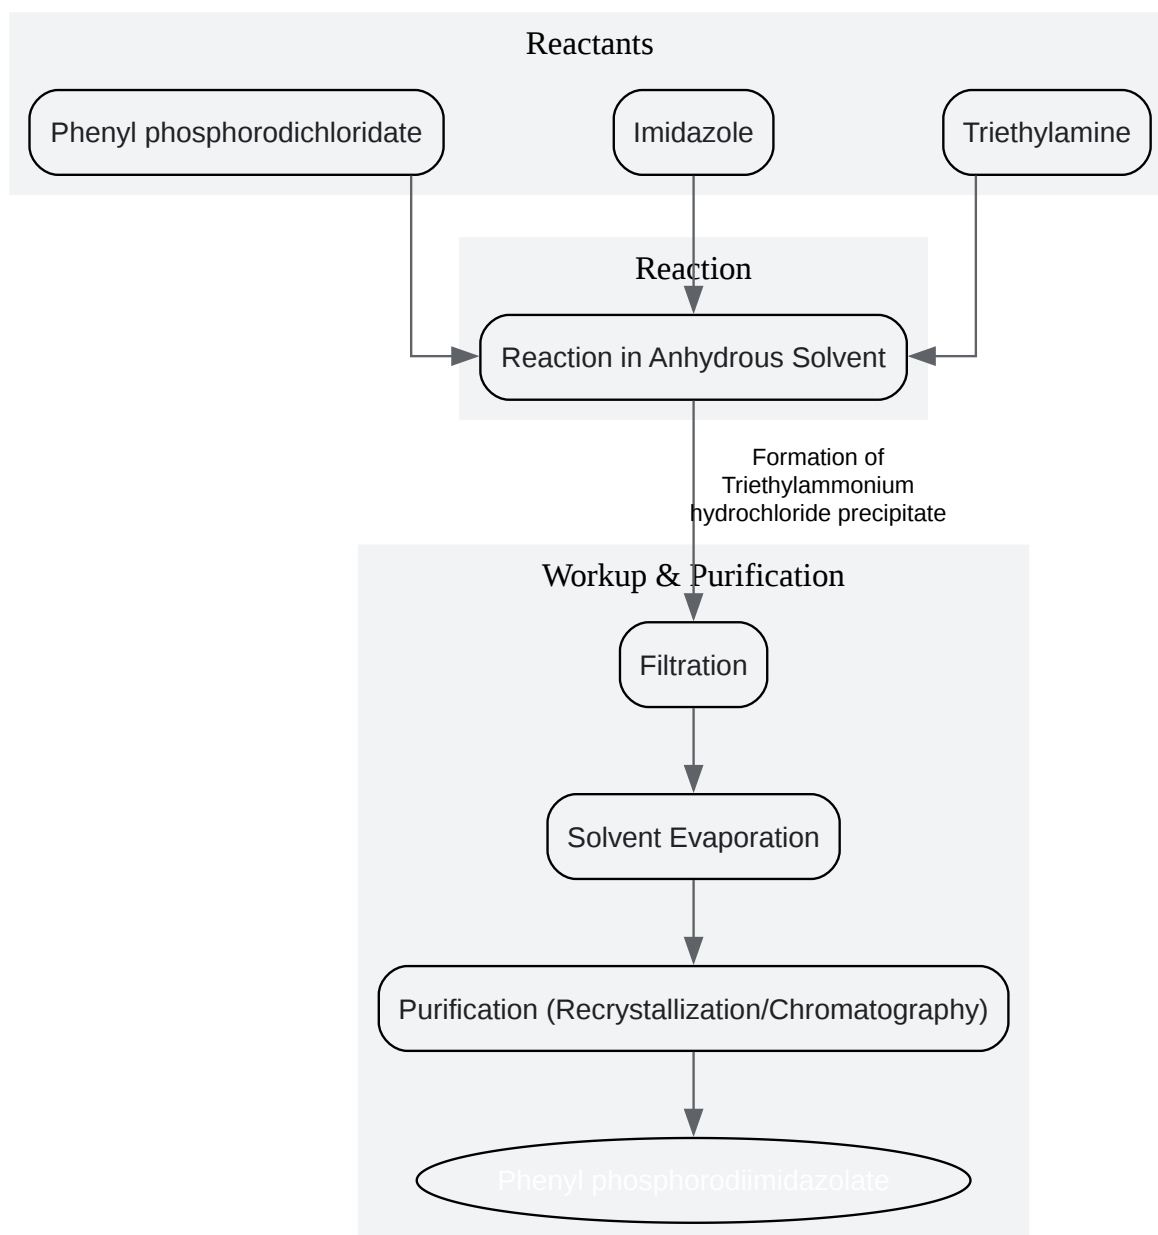 Reactants
Phenyl phosphorodichloridate
Imidazole
Triethylamine
Reaction
Reaction in Anhydrous Solvent
Formation of
Triethylammonium
hydrochloride precipitate
Workup & Purification
Filtration
Solvent Evaporation
Purification (Recrystallization/Chromatography)
Phenyl phosphorodiimidazolate